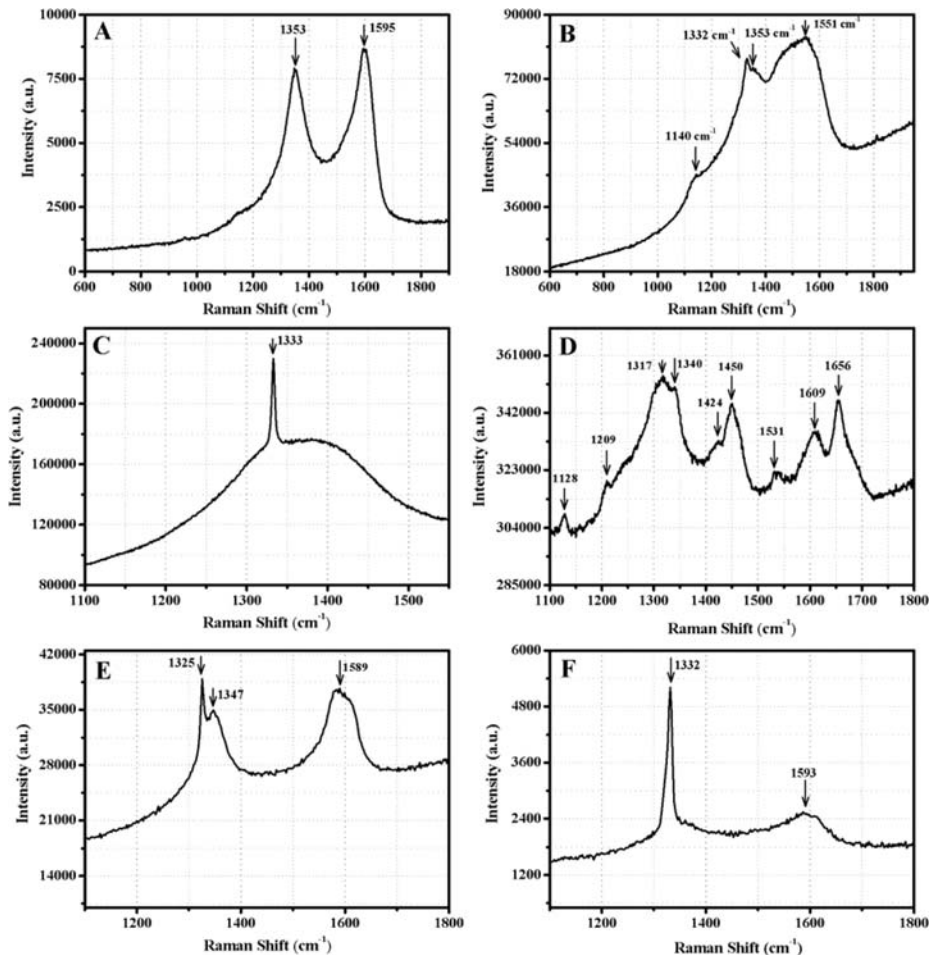 A
1353
1595
10000
7500
5000
2500
0
Intensity (a.u.)
600 800 1000 1200 1400 1600 1800
Raman Shift (cm⁻¹)
B
1332 cm⁻¹
1353 cm⁻¹
1551 cm⁻¹
1140 cm⁻¹
90000
72000
54000
36000
18000
Intensity (a.u.)
600 800 1000 1200 1400 1600 1800
Raman Shift (cm⁻¹)
C
1333
240000
200000
160000
120000
80000
Intensity (a.u.)
1100 1200 1300 1400 1500
Raman Shift (cm⁻¹)
D
1317
1340
1450
1656
1424
1609
1531
1209
1128
361000
342000
323000
304000
285000
Intensity (a.u.)
1100 1200 1300 1400 1500 1600 1700 1800
Raman Shift (cm⁻¹)
E
1325
1347
1589
42000
35000
28000
21000
14000
Intensity (a.u.)
1200 1400 1600 1800
Raman Shift (cm⁻¹)
F
1332
1593
6000
4800
3600
2400
1200
Intensity (a.u.)
1200 1400 1600 1800
Raman Shift (cm⁻¹)